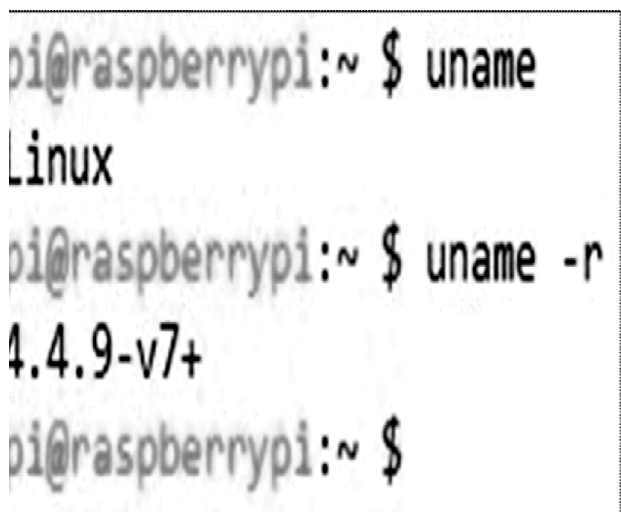 pi@raspberrypi:~ $ uname
Linux
pi@raspberrypi:~ $ uname -r
4.4.9-v7+
pi@raspberrypi:~ $